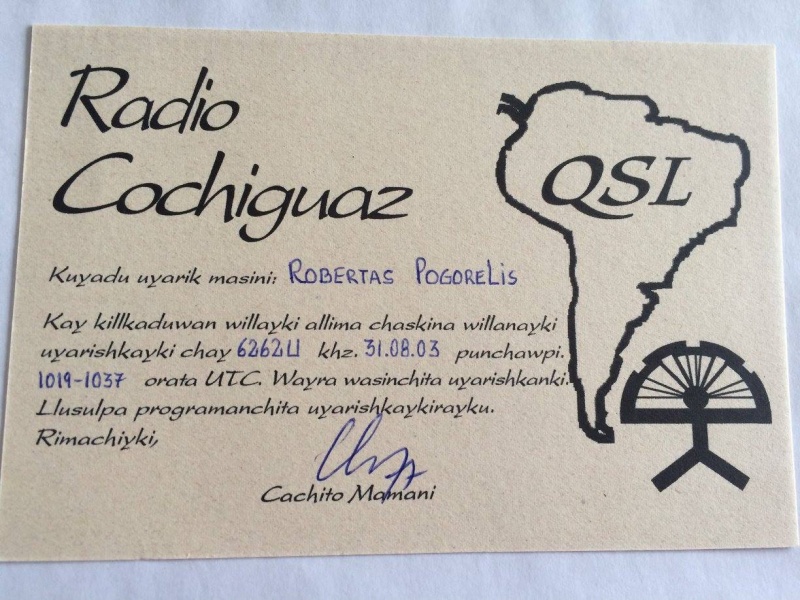 Radio
Cochiguaz
QSL
Kuyadu uyarik masini: ROBERTAS POGORELIS
Kay killkaduwan willayki allima chaskina willanayki
uyarishkayki chay 6262U khz. 31.08.03 punchawpi.
1019-1037 orata UTC. Wayra wasinchita uyarishkanki.
Llusulpa programanchita uyarishkaykirayku.
Rimachiyki,
Cachito Mamani